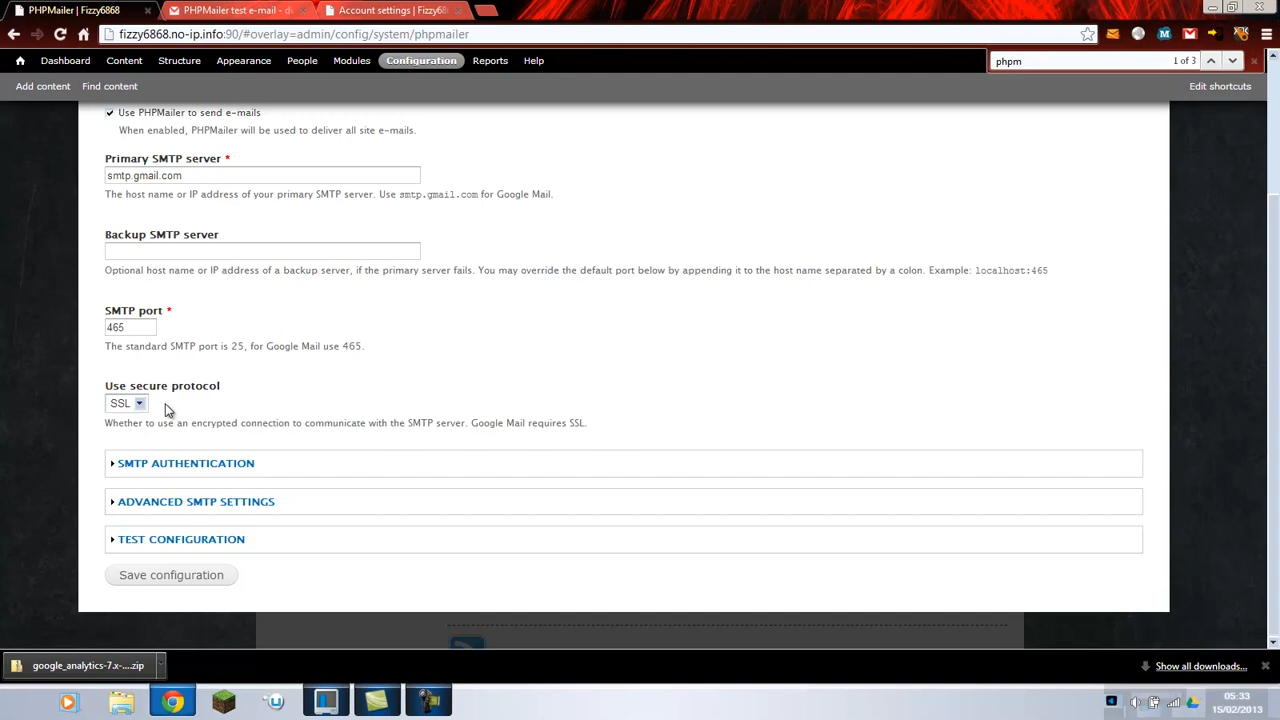 PHPMailer | Fizzy6868
PHPMailer test e-mail - d
Account settings | Fizzy68
fizzy6868.no-ip.info:90/#overlay=admin/config/system/phpmailer
phpm
1 of 3
Dashboard Content Structure Appearance People Modules Configuration Reports Help
Add content Find content Edit shortcuts
Use PHPMailer to send e-mails
When enabled, PHPMailer will be used to deliver all site e-mails.
Primary SMTP server *
smtp.gmail.com
The host name or IP address of your primary SMTP server. Use smtp.gmail.com for Google Mail.
Backup SMTP server
Optional host name or IP address of a backup server, if the primary server fails. You may override the default port below by appending it to the host name separated by a colon. Example: localhost:465
SMTP port *
465
The standard SMTP port is 25, for Google Mail use 465.
Use secure protocol
SSL
Whether to use an encrypted connection to communicate with the SMTP server. Google Mail requires SSL.
SMTP AUTHENTICATION
ADVANCED SMTP SETTINGS
TEST CONFIGURATION
Save configuration
google_analytics-7.x-....zip
Show all downloads...
05:33
15/02/2013